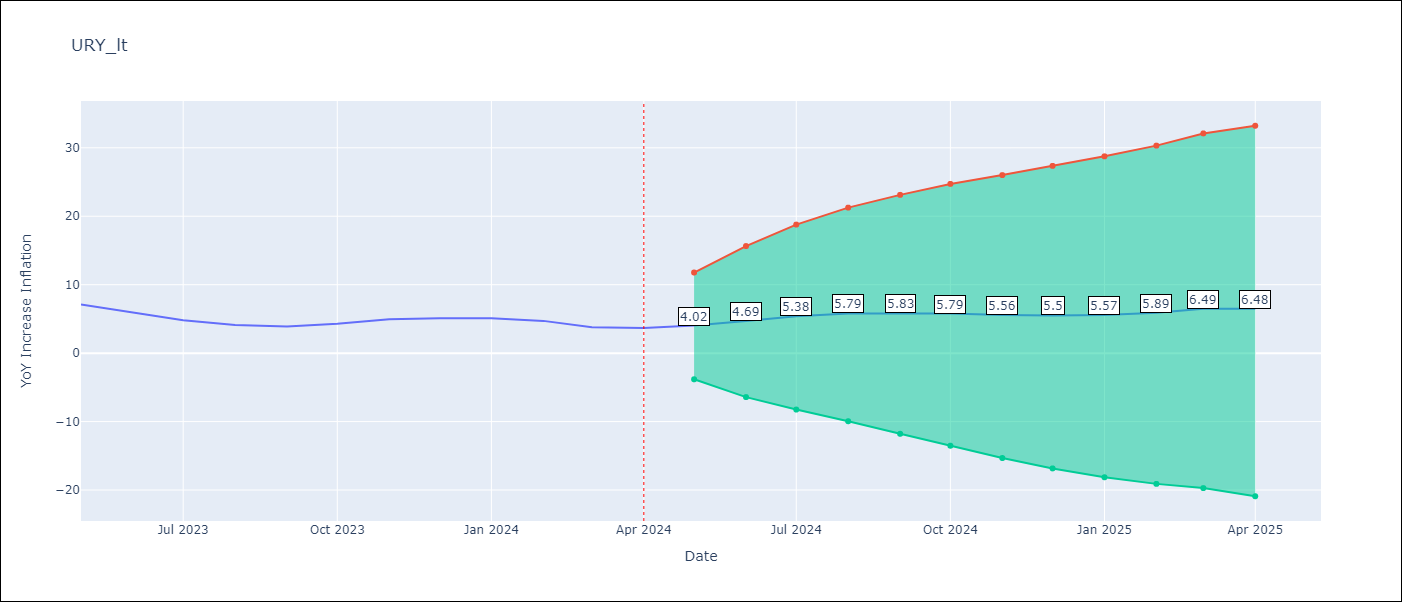 URY_lt
YoY Increase Inflation
30
20
10
0
−10
−20
4.02
4.69
5.38
5.79
5.83
5.79
5.56
5.5
5.57
5.89
6.49
6.48
Jul 2023
Oct 2023
Jan 2024
Apr 2024
Jul 2024
Oct 2024
Jan 2025
Apr 2025
Date